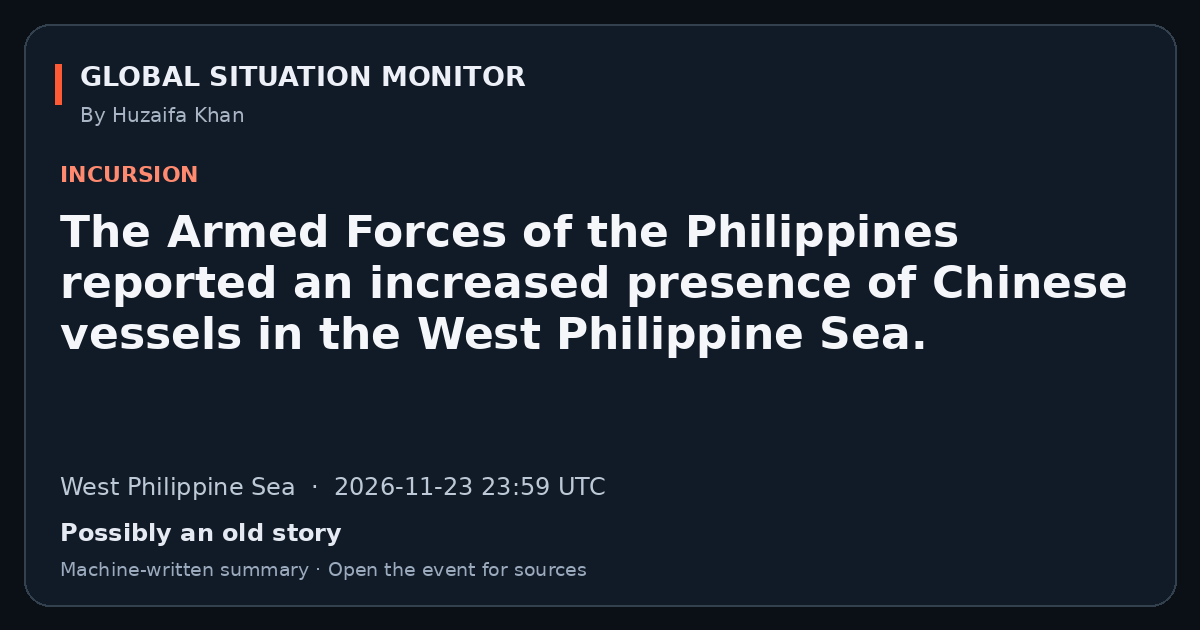 GLOBAL SITUATION MONITOR
By Huzaifa Khan
INCURSION
The Armed Forces of the Philippines
reported an increased presence of Chinese
vessels in the West Philippine Sea.
West Philippine Sea · 2026-11-23 23:59 UTC
Possibly an old story
Machine-written summary · Open the event for sources